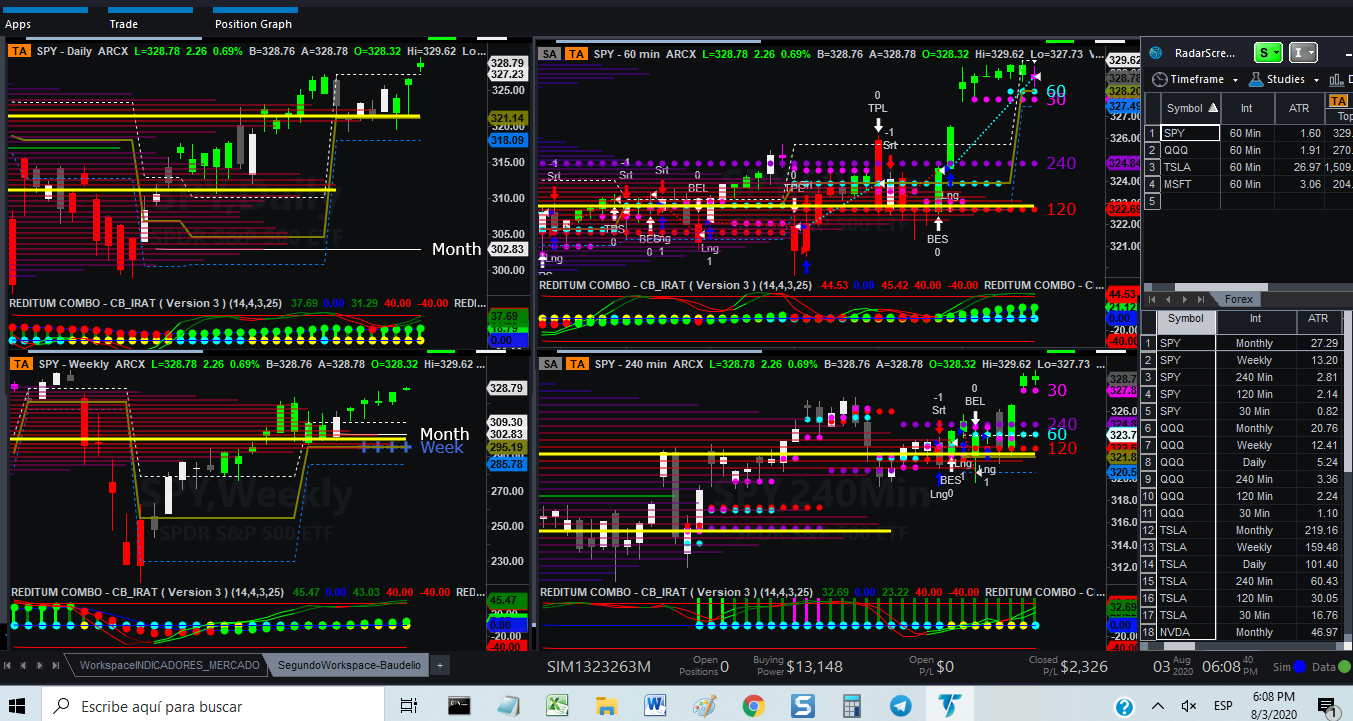 Apps Trade Position Graph
TA SPY - Daily ARCX L=328.78 2.26 0.69% B=328.76 A=328.78 O=328.32 Hi=329.62 Lo...
328.79
327.23
325.00
321.14
320.00
318.09
315.00
310.00
305.00
Month 302.83
300.00
REDITUM COMBO - CB_IRAT ( Version 3 ) (14,4,3,25) 37.69 0.00 31.29 40.00 -40.00 REDI...
37.69
0.00
TA SPY - Weekly ARCX L=328.78 2.26 0.69% B=328.76 A=328.78 O=328.32 Hi=329.62 ...
328.79
309.30
Month 302.83
Week 295.19
285.78
270.00
250.00
230.00
SPY,Weekly
SPDR S&P 500 ETF
REDITUM COMBO - CB_IRAT ( Version 3 ) (14,4,3,25) 45.47 0.00 43.03 40.00 -40.00 RED...
45.47
0.00
-20.00
SA TA SPY - 60 min ARCX L=328.78 2.26 0.69% B=328.76 A=328.78 O=328.32 Hi=329.62 Lo=327.73
329.62
328.78
328.20
60
30
327.49
327.00
326.00
0
TPL
-1
Srt
240
324.00
120
322.00
321.00
BEL
BES
0
Lng
1
REDITUM COMBO - CB_IRAT ( Version 3 ) (14,4,3,25) 44.53 0.00 45.42 40.00 -40.00 REDITUM COMBO - C...
44.53
0.00
-20.00
SA TA SPY - 240 min ARCX L=328.78 2.26 0.69% B=328.76 A=328.78 O=328.32 Hi=329.62 Lo=327.73 ...
30
326.0
240
60 323.7
120
321.8
320.5
318.0
316.0
314.0
312.0
-1
Srt
0
BEL
Lng
1
BES
Lng0
SPY,240Min
REDITUM COMBO - CB_IRAT ( Version 3 ) (14,4,3,25) 32.69 0.00 23.22 40.00 -40.00 REDITUM COMBO - C...
32.69
0.00
-20.00
RadarScre... S I
Timeframe Studies D
Symbol Int ATR TA
Top
1 SPY 60 Min 1.60 329.
2 QQQ 60 Min 1.91 270.
3 TSLA 60 Min 26.97 1,509.
4 MSFT 60 Min 3.06 204.
5
Forex
Symbol Int ATR
1 SPY Monthly 27.29
2 SPY Weekly 13.20
3 SPY 240 Min 2.81
4 SPY 120 Min 2.14
5 SPY 30 Min 0.82
6 QQQ Monthly 20.76
7 QQQ Weekly 12.41
8 QQQ Daily 5.24
9 QQQ 240 Min 3.36
10 QQQ 120 Min 2.24
11 QQQ 30 Min 1.10
12 TSLA Monthly 219.16
13 TSLA Weekly 159.48
14 TSLA Daily 101.40
15 TSLA 240 Min 60.43
16 TSLA 120 Min 30.05
17 TSLA 30 Min 16.76
18 NVDA Monthly 46.97
WorkspaceINDICADORES_MERCADO SegundoWorkspace-Baudelio +
SIM1323263M Open Positions 0 Buying Power $13,148 Open P/L $0 Closed P/L $2,326 03 Aug 2020 06:08 40 PM Sim Data
Escribe aquí para buscar
ESP
6:08 PM
8/3/2020
1